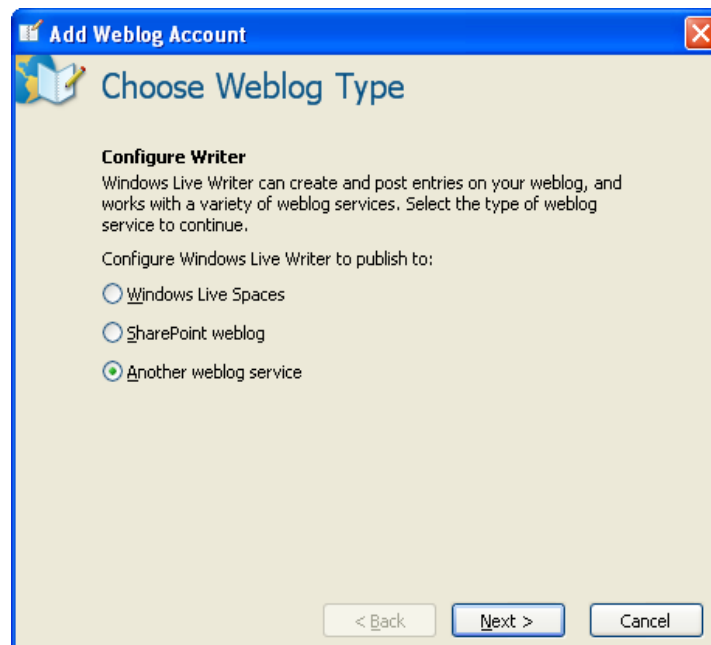 Add Weblog Account
Choose Weblog Type
Configure Writer
Windows Live Writer can create and post entries on your weblog, and
works with a variety of weblog services. Select the type of weblog
service to continue.
Configure Windows Live Writer to publish to:
Windows Live Spaces
SharePoint weblog
Another weblog service
< Back
Next >
Cancel